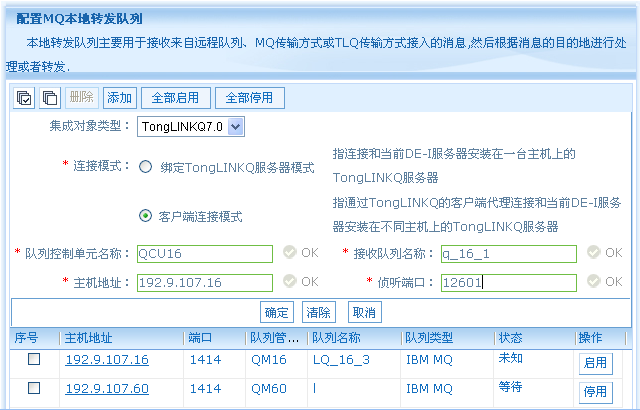 配置MQ本地转发队列
本地转发队列主要用于接收来自远程队列、MQ传输方式或TLQ传输方式接入的消息,然后根据消息的目的地进行处
理或者转发.
删除 添加 全部启用 全部停用
集成对象类型： TongLINKQ7.0
* 连接模式： 绑定TongLINKQ服务器模式 指连接和当前DE-I服务器安装在一台主机上的
TongLINKQ服务器
客户端连接模式 指通过TongLINKQ的客户端代理连接和当前DE-I服务
器安装在不同主机上的TongLINKQ服务器
* 队列控制单元名称： QCU16 OK * 接收队列名称： q_16_1 OK
* 主机地址： 192.9.107.16 OK * 侦听端口： 12601 OK
确定 清除 取消
序号 主机地址 端口 队列管... 队列名称 队列类型 状态 操作
192.9.107.16 1414 QM16 LQ_16_3 IBM MQ 未知 启用
192.9.107.60 1414 QM60 l IBM MQ 等待 停用